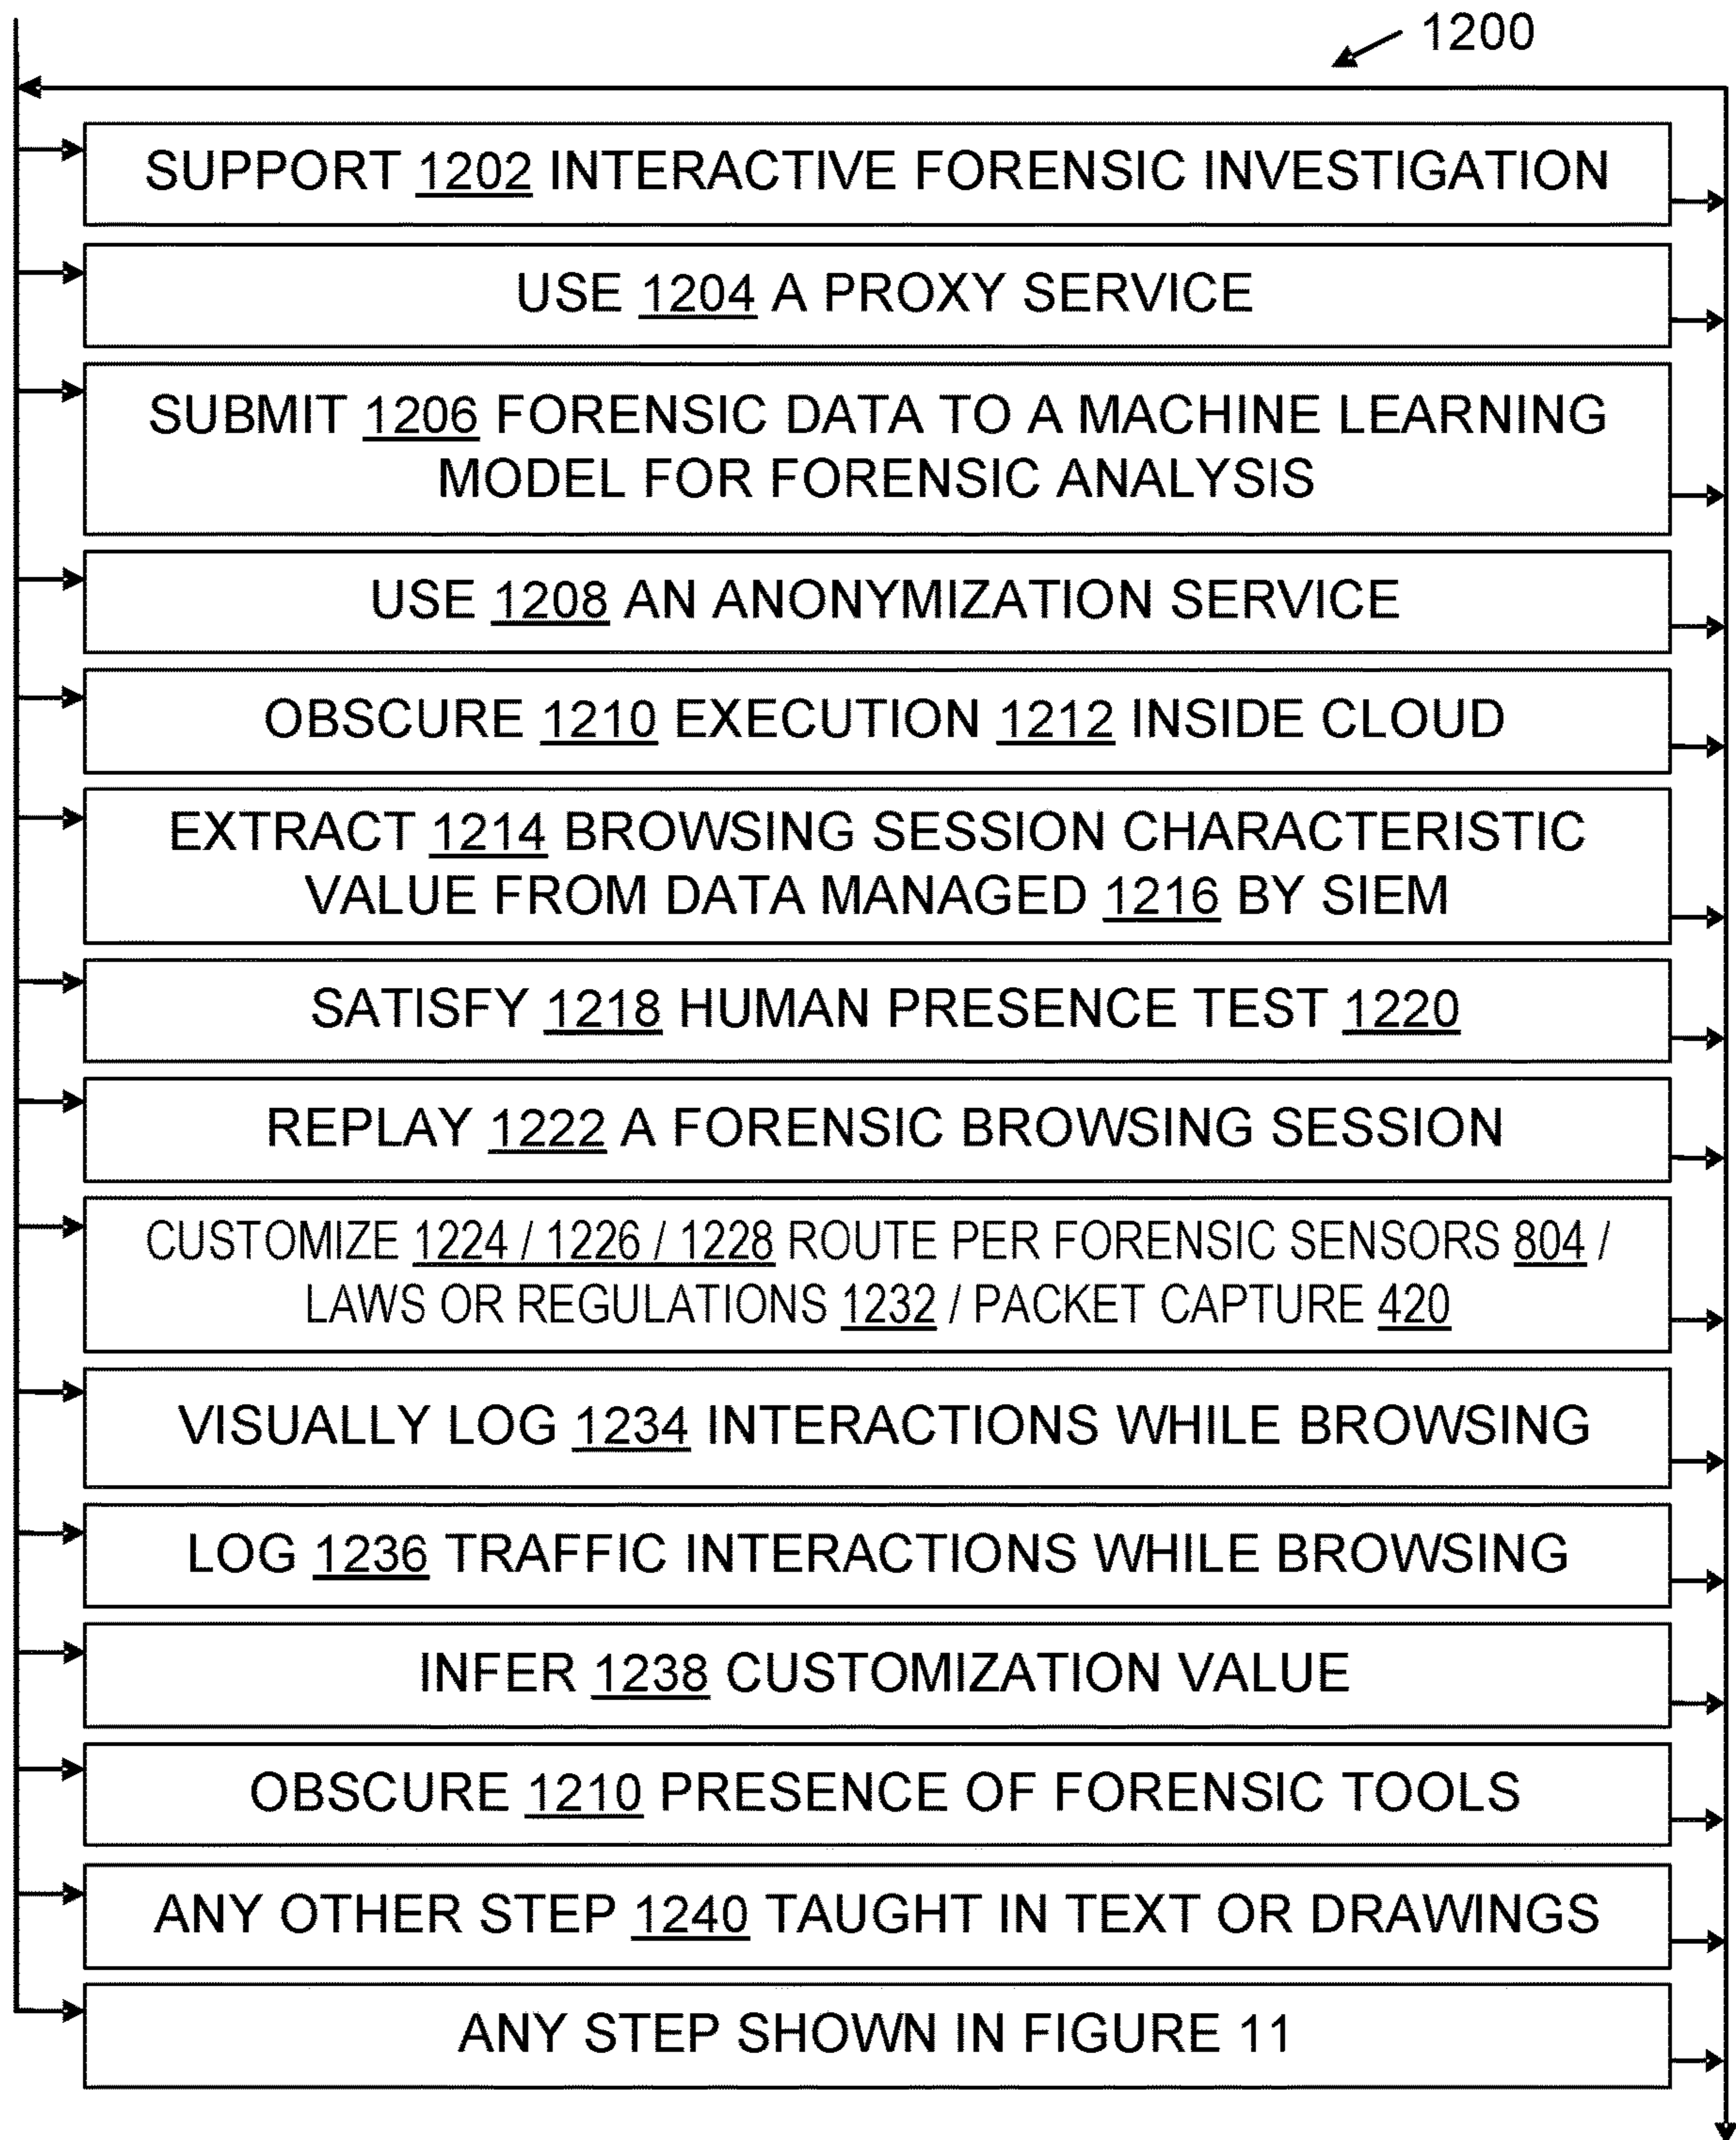 1200
SUPPORT 1202 INTERACTIVE FORENSIC INVESTIGATION
USE 1204 A PROXY SERVICE
SUBMIT 1206 FORENSIC DATA TO A MACHINE LEARNING
MODEL FOR FORENSIC ANALYSIS
USE 1208 AN ANONYMIZATION SERVICE
OBSCURE 1210 EXECUTION 1212 INSIDE CLOUD
EXTRACT 1214 BROWSING SESSION CHARACTERISTIC
VALUE FROM DATA MANAGED 1216 BY SIEM
SATISFY 1218 HUMAN PRESENCE TEST 1220
REPLAY 1222 A FORENSIC BROWSING SESSION
CUSTOMIZE 1224 / 1226 / 1228 ROUTE PER FORENSIC SENSORS 804 /
LAWS OR REGULATIONS 1232 / PACKET CAPTURE 420
VISUALLY LOG 1234 INTERACTIONS WHILE BROWSING
LOG 1236 TRAFFIC INTERACTIONS WHILE BROWSING
INFER 1238 CUSTOMIZATION VALUE
OBSCURE 1210 PRESENCE OF FORENSIC TOOLS
ANY OTHER STEP 1240 TAUGHT IN TEXT OR DRAWINGS
ANY STEP SHOWN IN FIGURE 11